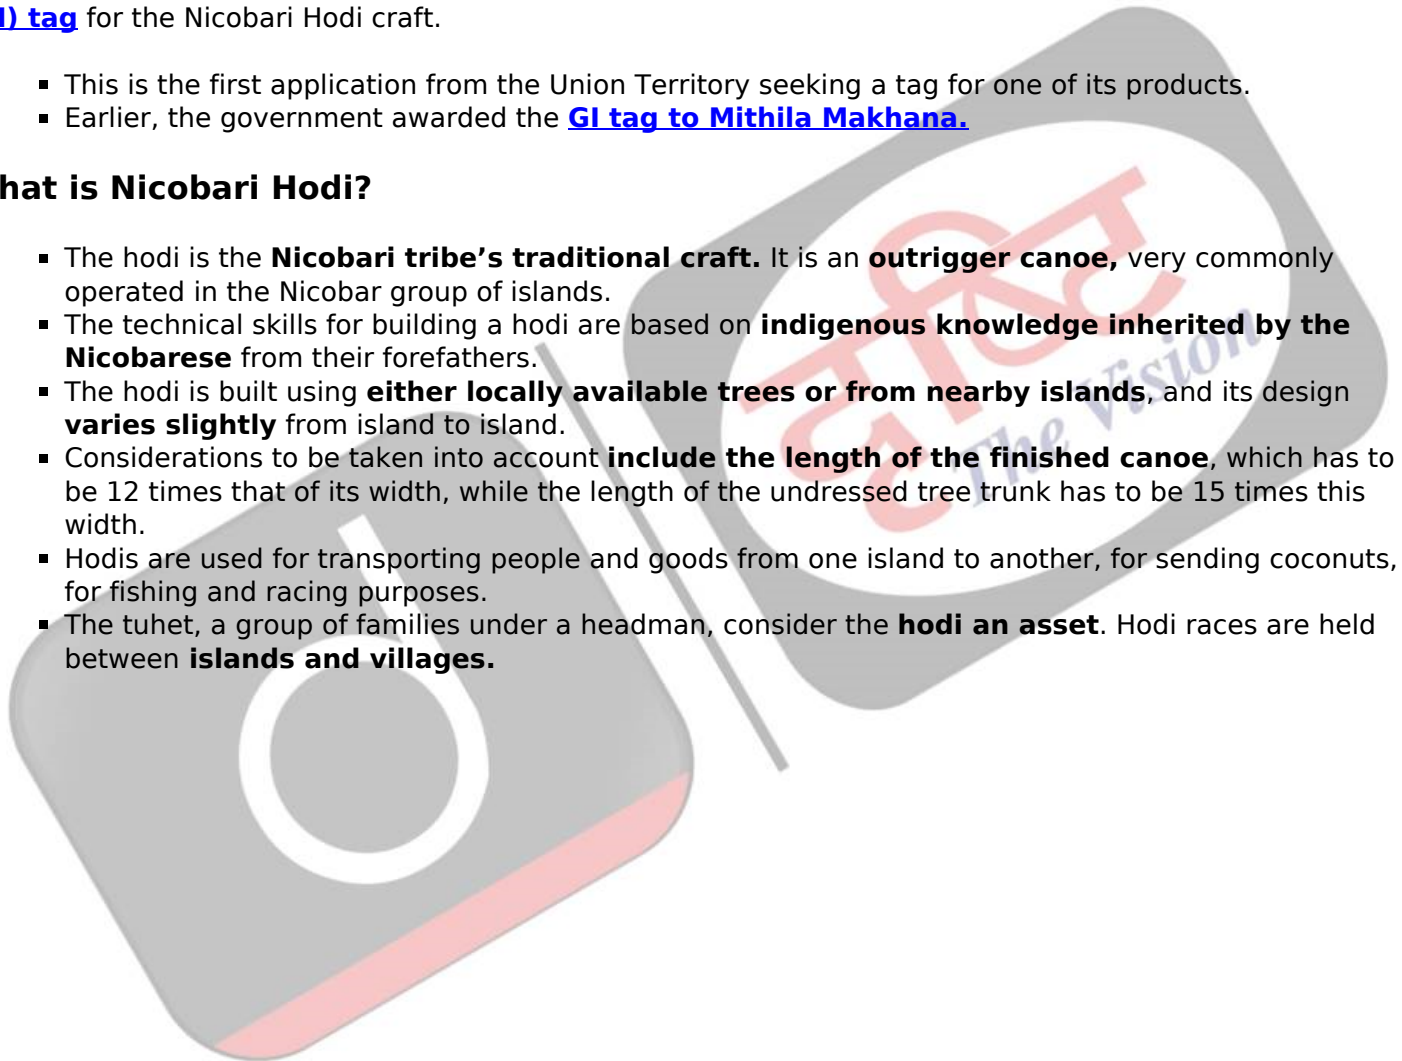 I) tag for the Nicobari Hodi craft.
▪ This is the first application from the Union Territory seeking a tag for one of its products.
▪ Earlier, the government awarded the GI tag to Mithila Makhana.
hat is Nicobari Hodi?
▪ The hodi is the Nicobari tribe’s traditional craft. It is an outrigger canoe, very commonly
operated in the Nicobar group of islands.
▪ The technical skills for building a hodi are based on indigenous knowledge inherited by the
Nicobarese from their forefathers.
▪ The hodi is built using either locally available trees or from nearby islands, and its design
varies slightly from island to island.
▪ Considerations to be taken into account include the length of the finished canoe, which has to
be 12 times that of its width, while the length of the undressed tree trunk has to be 15 times this
width.
▪ Hodis are used for transporting people and goods from one island to another, for sending coconuts,
for fishing and racing purposes.
▪ The tuhet, a group of families under a headman, consider the hodi an asset. Hodi races are held
between islands and villages.
दृष्टि
The Vision
d